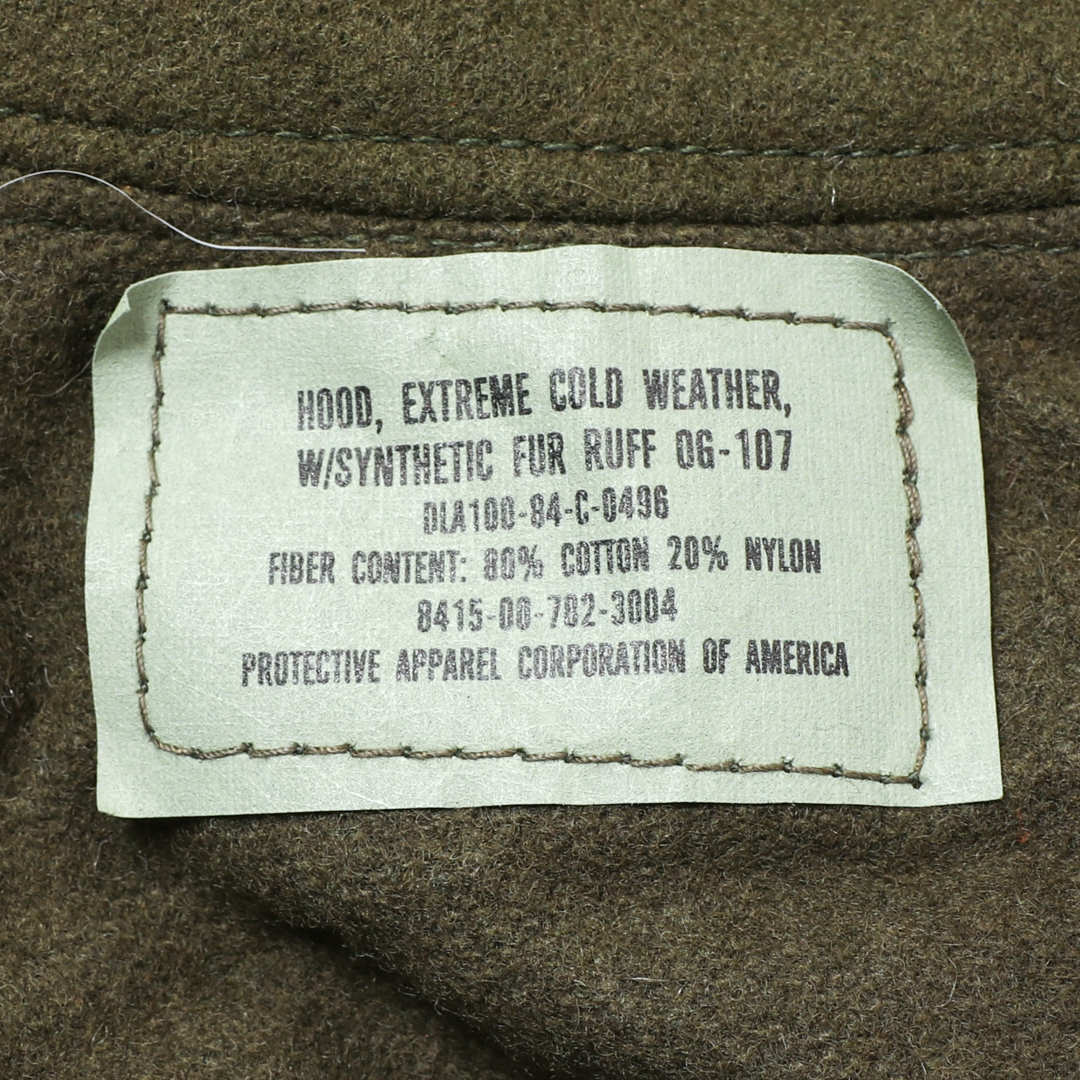 HOOD, EXTREME COLD WEATHER,
W/SYNTHETIC FUR RUFF OG-107
DLA100-84-C-0496
FIBER CONTENT: 80% COTTON 20% NYLON
8415-00-782-3004
PROTECTIVE APPAREL CORPORATION OF AMERICA